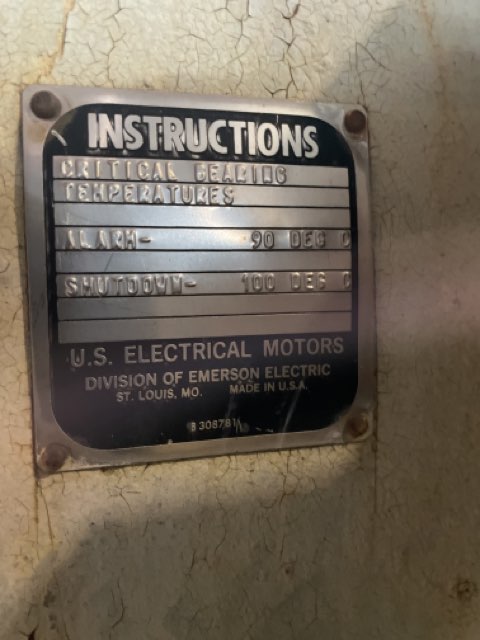 INSTRUCTIONS
CRITICAL BEARING
TEMPERATURES
ALARM- 90 DEG C
SHUTDOWN- 100 DEG C
U.S. ELECTRICAL MOTORS
DIVISION OF EMERSON ELECTRIC
ST. LOUIS, MO. MADE IN U.S.A.